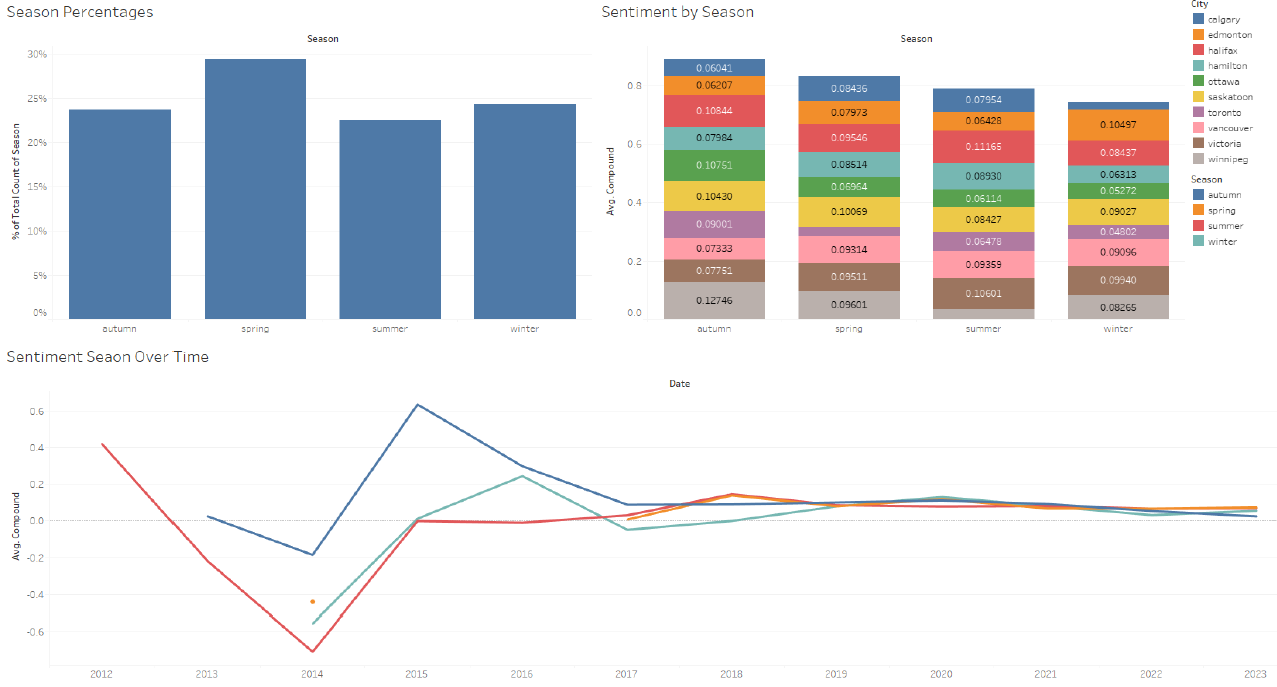 Season Percentages
Season
30%
25%
20%
15%
10%
5%
0%
% of Total Count of Season
autumn spring summer winter
Sentiment by Season
Season
0.8
0.6
0.4
0.2
0.0
Avg. Compound
0.06041
0.06207
0.10844
0.07984
0.10751
0.10430
0.09001
0.07333
0.07751
0.12746
0.08436
0.07973
0.09546
0.08514
0.06964
0.10069
0.09314
0.09511
0.09601
0.07954
0.06428
0.11165
0.08930
0.06114
0.08427
0.06478
0.09359
0.10601
0.10497
0.08437
0.06313
0.05272
0.09027
0.04802
0.09096
0.09940
0.08265
autumn spring summer winter
City
calgary
edmonton
halifax
hamilton
ottawa
saskatoon
toronto
vancouver
victoria
winnipeg
Season
autumn
spring
summer
winter
Sentiment Seaon Over Time
Date
0.6
0.4
0.2
0.0
-0.2
-0.4
-0.6
Avg. Compound
2012 2013 2014 2015 2016 2017 2018 2019 2020 2021 2022 2023